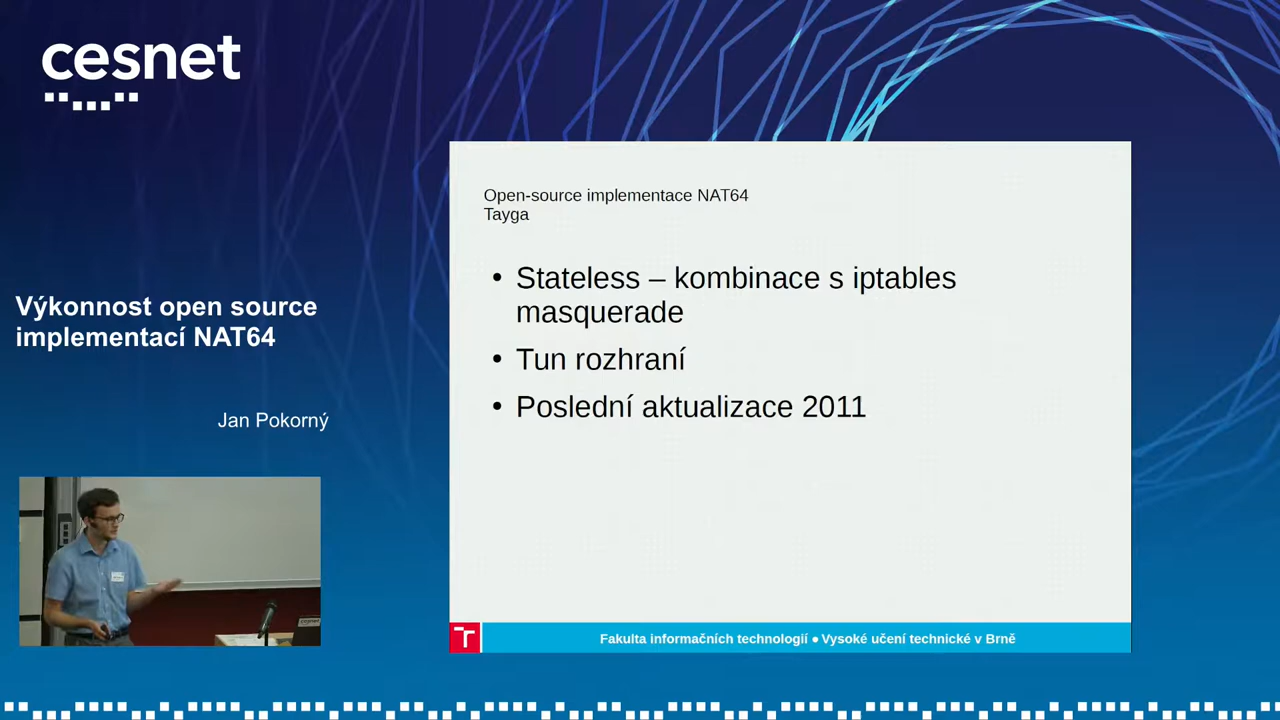 cesnet
Výkonnost open source
implementací NAT64
Jan Pokorný
Open-source implementace NAT64
Tayga
• Stateless – kombinace s iptables
masquerade
• Tun rozhraní
• Poslední aktualizace 2011
Fakulta informačních technologií ● Vysoké učení technické v Brně